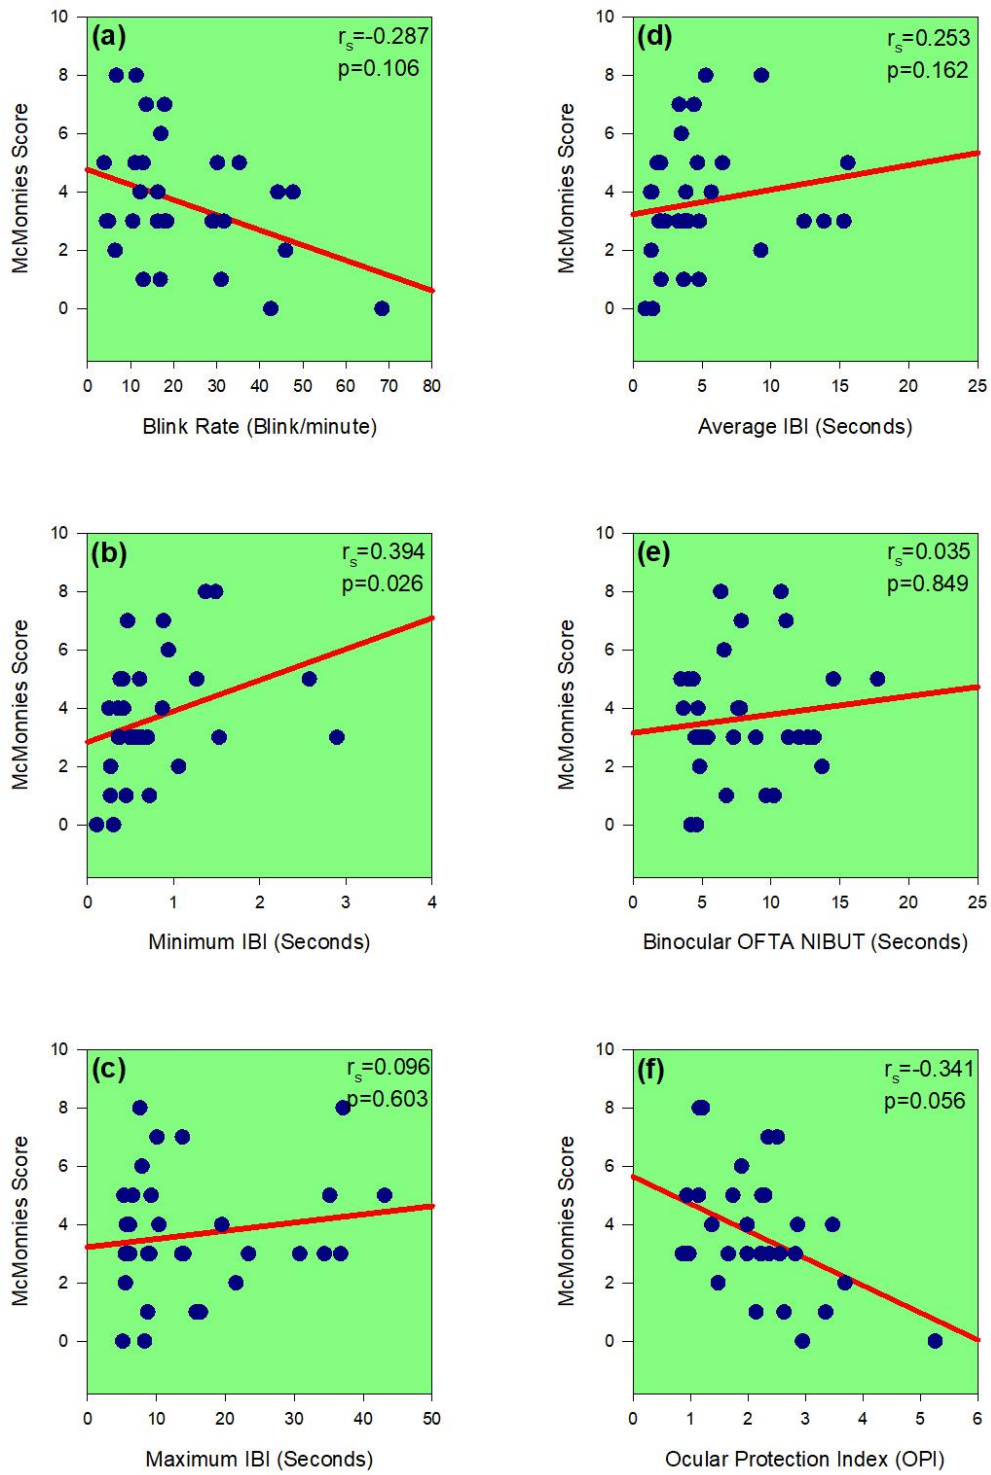 (a)
r_s=-0.287
p=0.106
McMonnies Score
10
8
6
4
2
0
0 10 20 30 40 50 60 70 80
Blink Rate (Blink/minute)
(d)
r_s=0.253
p=0.162
McMonnies Score
10
8
6
4
2
0
0 5 10 15 20 25
Average IBI (Seconds)
(b)
r_s=0.394
p=0.026
McMonnies Score
10
8
6
4
2
0
0 1 2 3 4
Minimum IBI (Seconds)
(e)
r_s=0.035
p=0.849
McMonnies Score
10
8
6
4
2
0
0 5 10 15 20 25
Binocular OFTA NIBUT (Seconds)
(c)
r_s=0.096
p=0.603
McMonnies Score
10
8
6
4
2
0
0 10 20 30 40 50
Maximum IBI (Seconds)
(f)
r_s=-0.341
p=0.056
McMonnies Score
10
8
6
4
2
0
0 1 2 3 4 5 6
Ocular Protection Index (OPI)